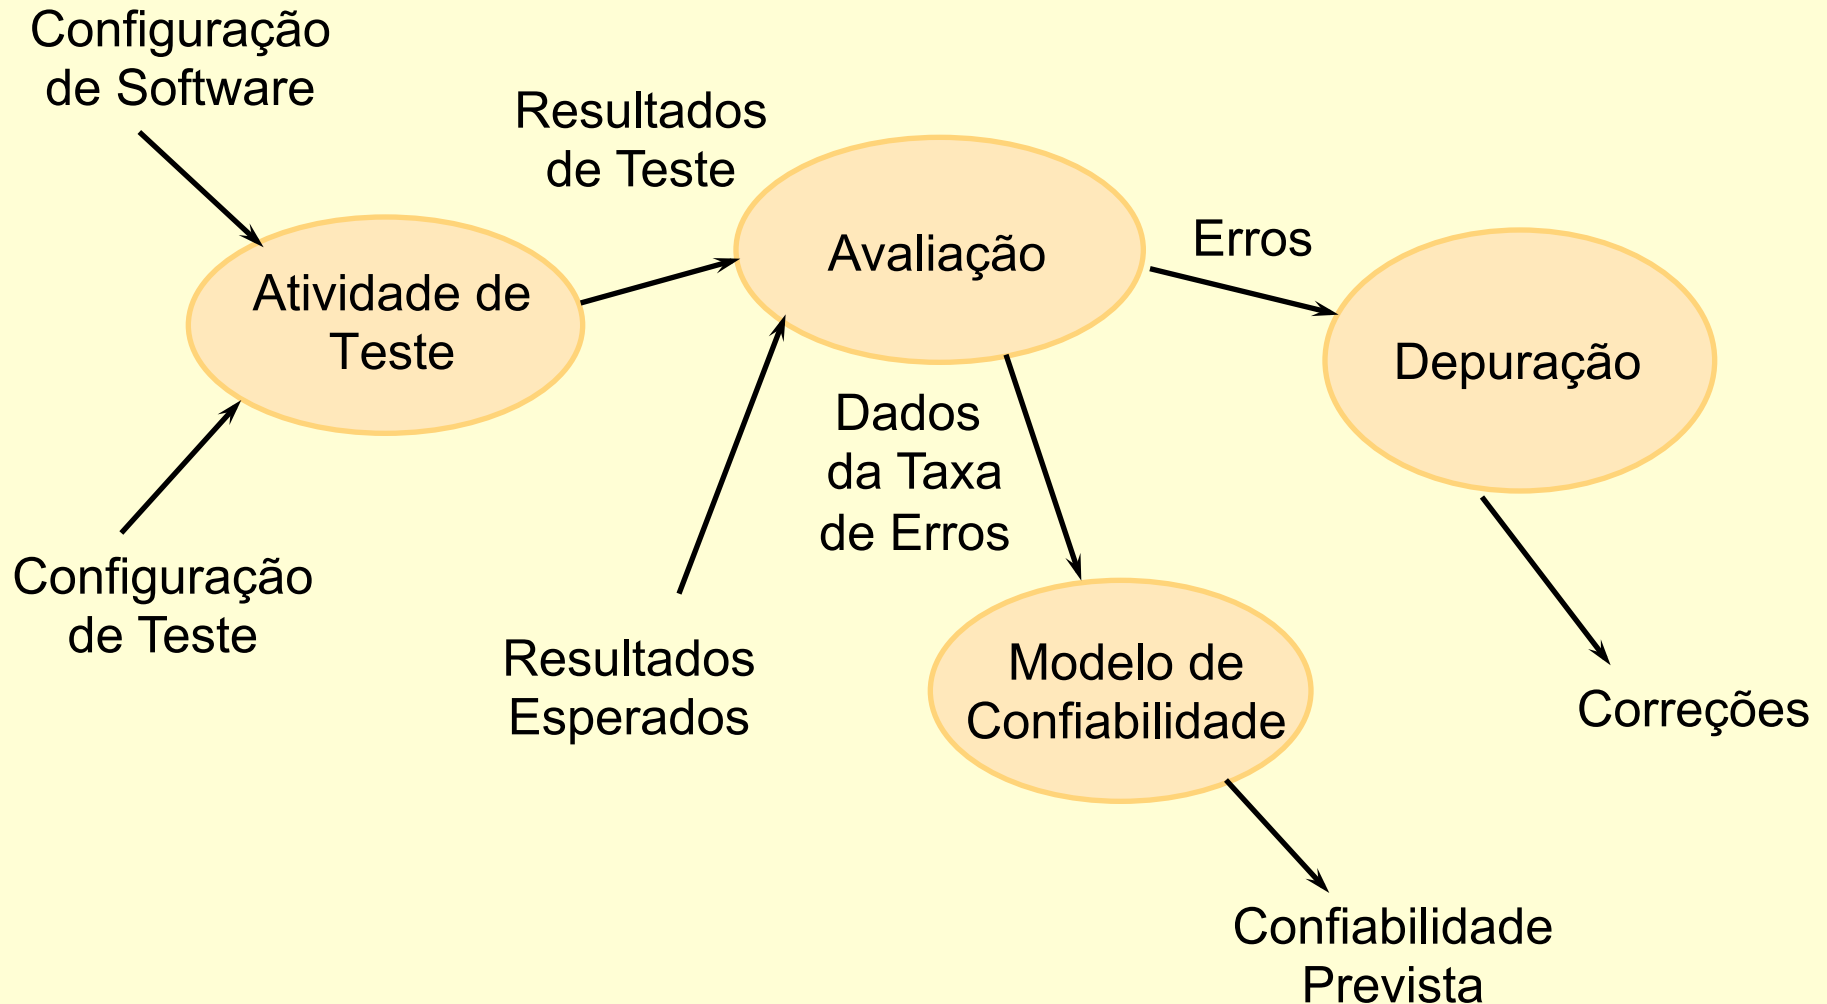 Configuração
de Software
Resultados
de Teste
Avaliação
Erros
Atividade de
Teste
Depuração
Dados
da Taxa
de Erros
Configuração
de Teste
Resultados
Esperados
Modelo de
Confiabilidade
Correções
Confiabilidade
Prevista